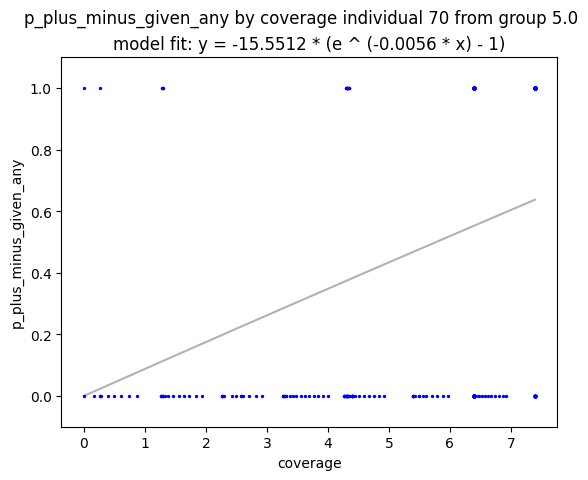 p_plus_minus_given_any by coverage individual 70 from group 5.0
model fit: y = -15.5512 * (e ^ (-0.0056 * x) - 1)
1.0
0.8
0.6
0.4
0.2
0.0
p_plus_minus_given_any
0 1 2 3 4 5 6 7
coverage